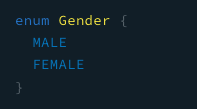 enum Gender {
  MALE
  FEMALE
}